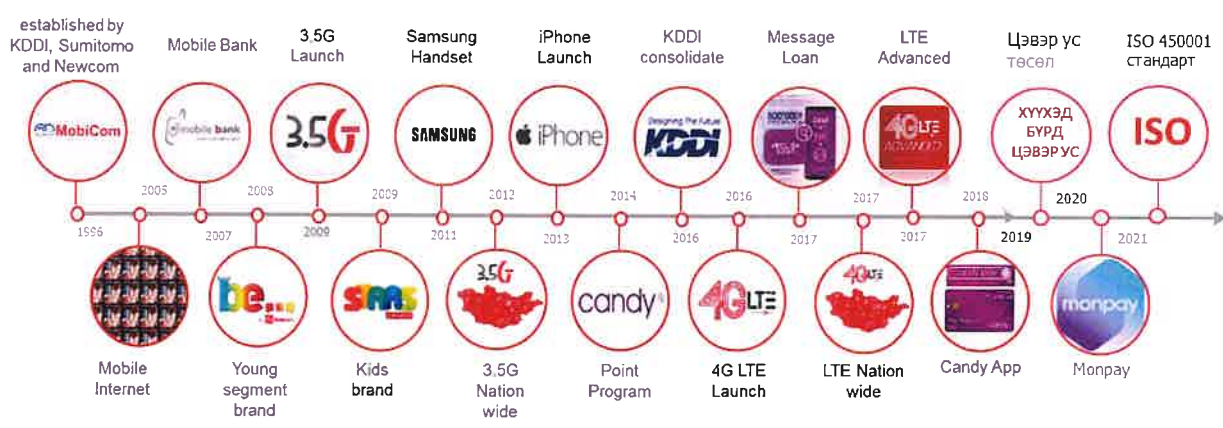 established by
KDDI, Sumitomo
and Newcom
Mobile Bank
3.5G
Launch
Samsung
Handset
iPhone
Launch
KDDI
consolidate
Message
Loan
LTE
Advanced
Цэвэр ус
төсөл
ISO 450001
стандарт
MobiCom
mobile bank
3.5G
SAMSUNG
iPhone
Designing The Future
KDDI
4G LTE
ADVANCED
ХҮҮХЭД
БҮРД
ЦЭВЭР УС
ISO
2005
2008
2009
2012
2014
2016
2017
2018
2020
1996
2007
2009
2011
2013
2016
2017
2017
2019
2021
be
3.5G
candy
4G LTE
4G LTE
monpay
Mobile
Internet
Young
segment
brand
Kids
brand
3.5G
Nation
wide
Point
Program
4G LTE
Launch
LTE Nation
wide
Candy App
Monpay